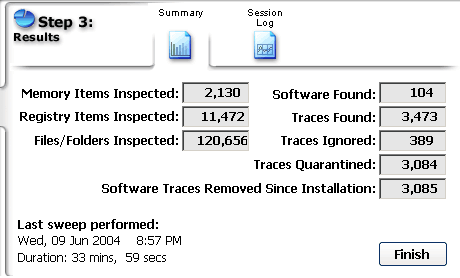 Step 3:
Results
Summary
Session
Log
Memory Items Inspected: 2,130
Registry Items Inspected: 11,472
Files/Folders Inspected: 120,656
Software Found: 104
Traces Found: 3,473
Traces Ignored: 389
Traces Quarantined: 3,084
Software Traces Removed Since Installation: 3,085
Last sweep performed:
Wed, 09 Jun 2004 8:57 PM
Duration: 33 mins, 59 secs
Finish